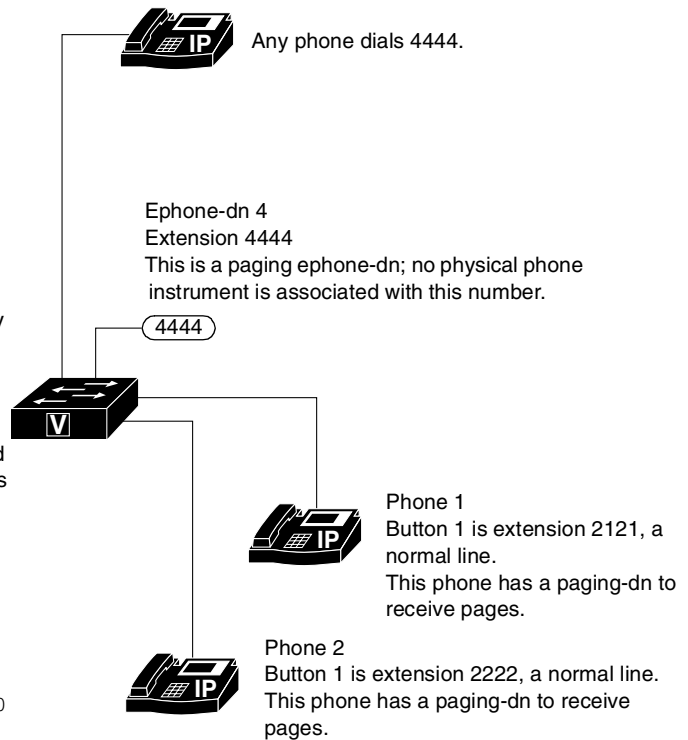 IP
Any phone dials 4444.
Ephone-dn 4
Extension 4444
This is a paging ephone-dn; no physical phone
instrument is associated with this number.
4444
V
IP
Phone 1
Button 1 is extension 2121, a
normal line.
This phone has a paging-dn to
receive pages.
IP
Phone 2
Button 1 is extension 2222, a normal line.
This phone has a paging-dn to receive
pages.